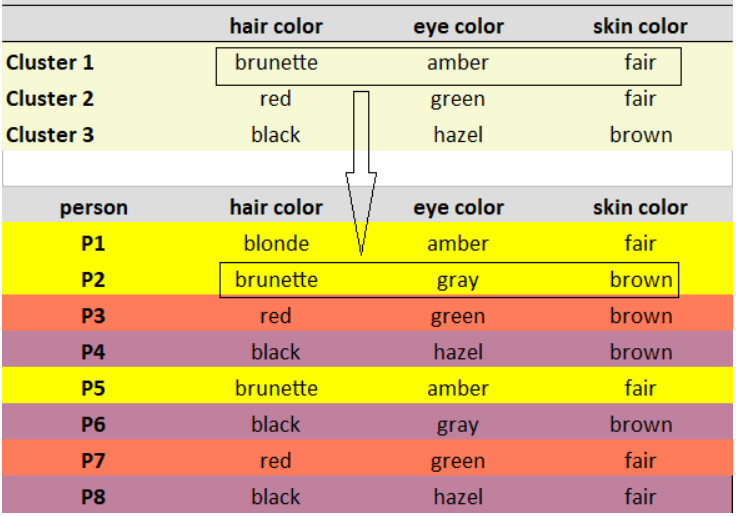 hair color eye color skin color
Cluster 1 brunette amber fair
Cluster 2 red green fair
Cluster 3 black hazel brown
person hair color eye color skin color
P1 blonde amber fair
P2 brunette gray brown
P3 red green brown
P4 black hazel brown
P5 brunette amber fair
P6 black gray brown
P7 red green fair
P8 black hazel fair